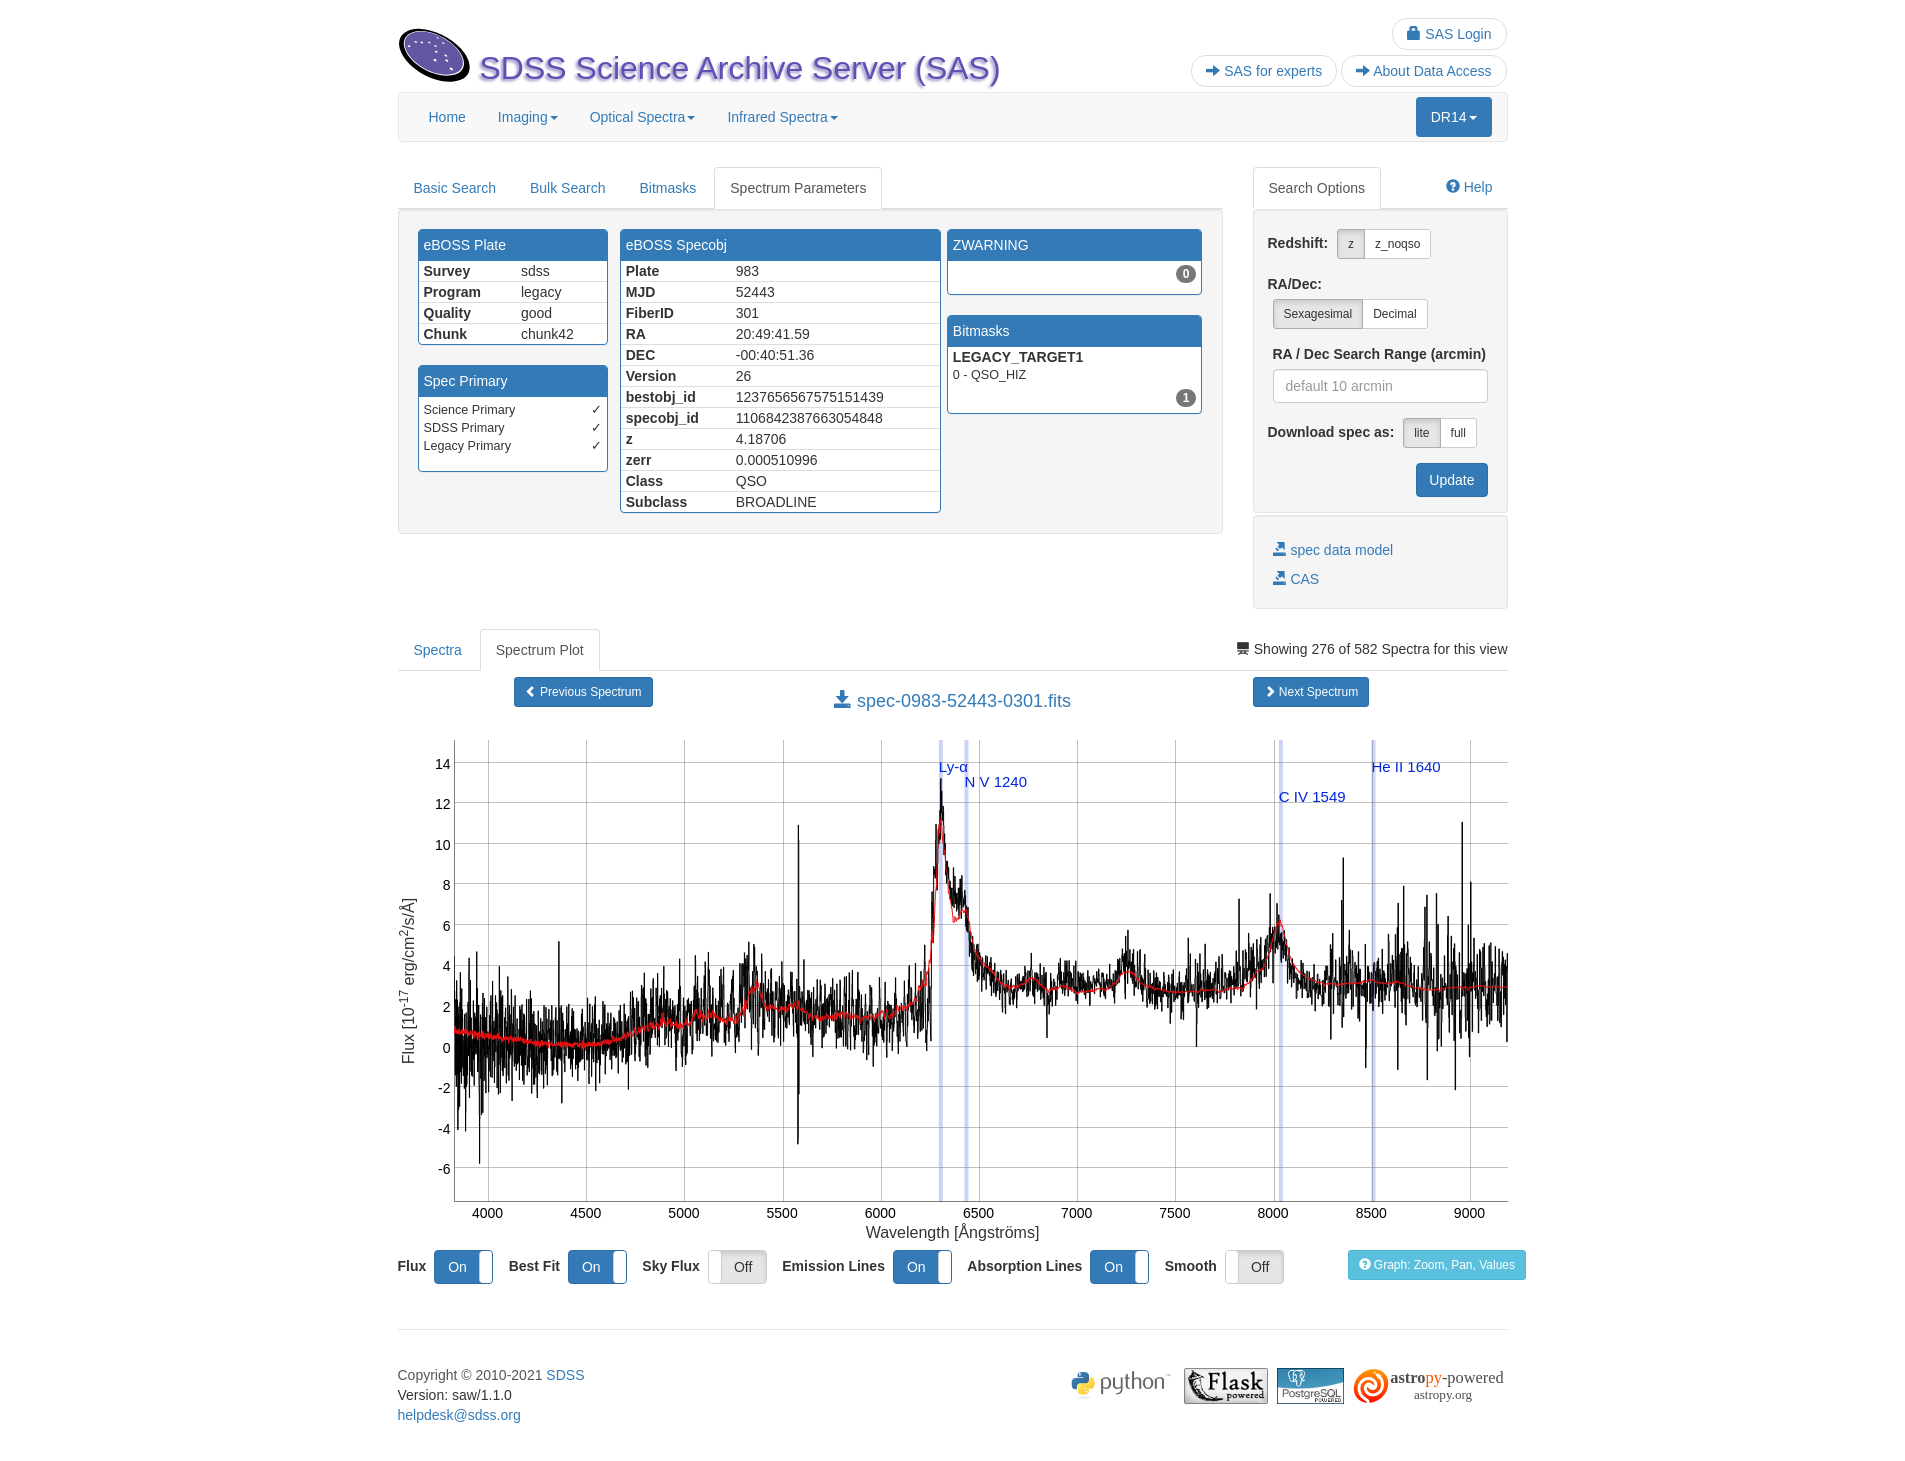 SAS Login
SDSS Science Archive Server (SAS)
SAS for experts
About Data Access
Home
Imaging
Optical Spectra
Infrared Spectra
DR14
Basic Search
Bulk Search
Bitmasks
Spectrum Parameters
Search Options
Help
eBOSS Plate
Survey sdss
Program legacy
Quality good
Chunk chunk42
Spec Primary
Science Primary ✓
SDSS Primary ✓
Legacy Primary ✓
eBOSS Specobj
Plate 983
MJD 52443
FiberID 301
RA 20:49:41.59
DEC -00:40:51.36
Version 26
bestobj_id 1237656567575151439
specobj_id 1106842387663054848
z 4.18706
zerr 0.000510996
Class QSO
Subclass BROADLINE
ZWARNING
0
Bitmasks
LEGACY_TARGET1
0 - QSO_HIZ
1
Redshift: z z_noqso
RA/Dec:
Sexagesimal Decimal
RA / Dec Search Range (arcmin)
default 10 arcmin
Download spec as: lite full
Update
spec data model
CAS
Spectra
Spectrum Plot
Showing 276 of 582 Spectra for this view
Previous Spectrum
spec-0983-52443-0301.fits
Next Spectrum
Ly-α
N V 1240
C IV 1549
He II 1640
14
12
10
8
6
4
2
0
-2
-4
-6
Flux [10-17 erg/cm2/s/Å]
4000 4500 5000 5500 6000 6500 7000 7500 8000 8500 9000
Wavelength [Ångströms]
Flux On Best Fit On Sky Flux Off Emission Lines On Absorption Lines On Smooth Off
Graph: Zoom, Pan, Values
Copyright © 2010-2021 SDSS
Version: saw/1.1.0
helpdesk@sdss.org
python
Flask
powered
PostgreSQL
POWERED
astropy-powered
astropy.org